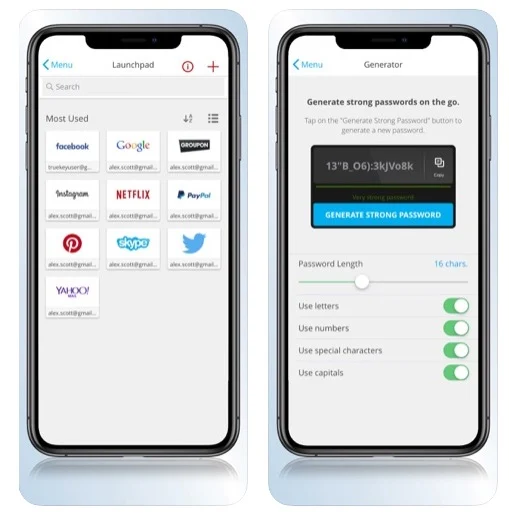 Menu
Launchpad
Search
Most Used
facebook
Google
GROUPON
truekeyuser@g...
alex.scott@gmail...
alex.scott@gmail...
Instagram
NETFLIX
PayPal
alex.scott@gmail...
alex.scott@gmail...
alex.scott@gmail...
skype
alex.scott@gmail...
alex.scott@gmail...
alex.scott@gmail...
YAHOO!
MAIL
alex.scott@gmail...
Menu
Generator
Generate strong passwords on the go.
Tap on the "Generate Strong Password" button to
generate a new password.
13"B_O6):3kJVo8k
Copy
Very strong password!
GENERATE STRONG PASSWORD
Password Length
16 chars.
Use letters
Use numbers
Use special characters
Use capitals